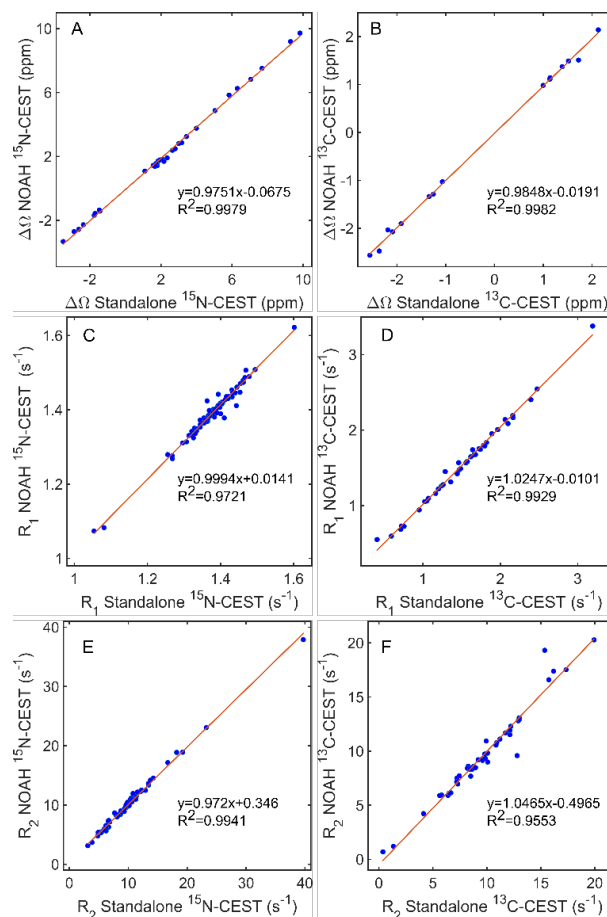 A
ΔΩ NOAH ¹⁵N-CEST (ppm)
10
6
2
-2
y=0.9751x-0.0675
R²=0.9979
-2
2
6
10
ΔΩ Standalone ¹⁵N-CEST (ppm)
B
ΔΩ NOAH ¹³C-CEST (ppm)
2
1
0
-1
-2
y=0.9848x-0.0191
R²=0.9982
-2
-1
0
1
2
ΔΩ Standalone ¹³C-CEST (ppm)
C
R₁ NOAH ¹⁵N-CEST (s⁻¹)
1.6
1.4
1.2
1
y=0.9994x+0.0141
R²=0.9721
1
1.2
1.4
1.6
R₁ Standalone ¹⁵N-CEST (s⁻¹)
D
R₁ NOAH ¹³C-CEST (s⁻¹)
3
2
1
y=1.0247x-0.0101
R²=0.9929
1
2
3
R₁ Standalone ¹³C-CEST (s⁻¹)
E
R₂ NOAH ¹⁵N-CEST (s⁻¹)
40
30
20
10
0
y=0.972x+0.346
R²=0.9941
0
10
20
30
40
R₂ Standalone ¹⁵N-CEST (s⁻¹)
F
R₂ NOAH ¹³C-CEST (s⁻¹)
20
15
10
5
0
y=1.0465x-0.4965
R²=0.9553
0
5
10
15
20
R₂ Standalone ¹³C-CEST (s⁻¹)